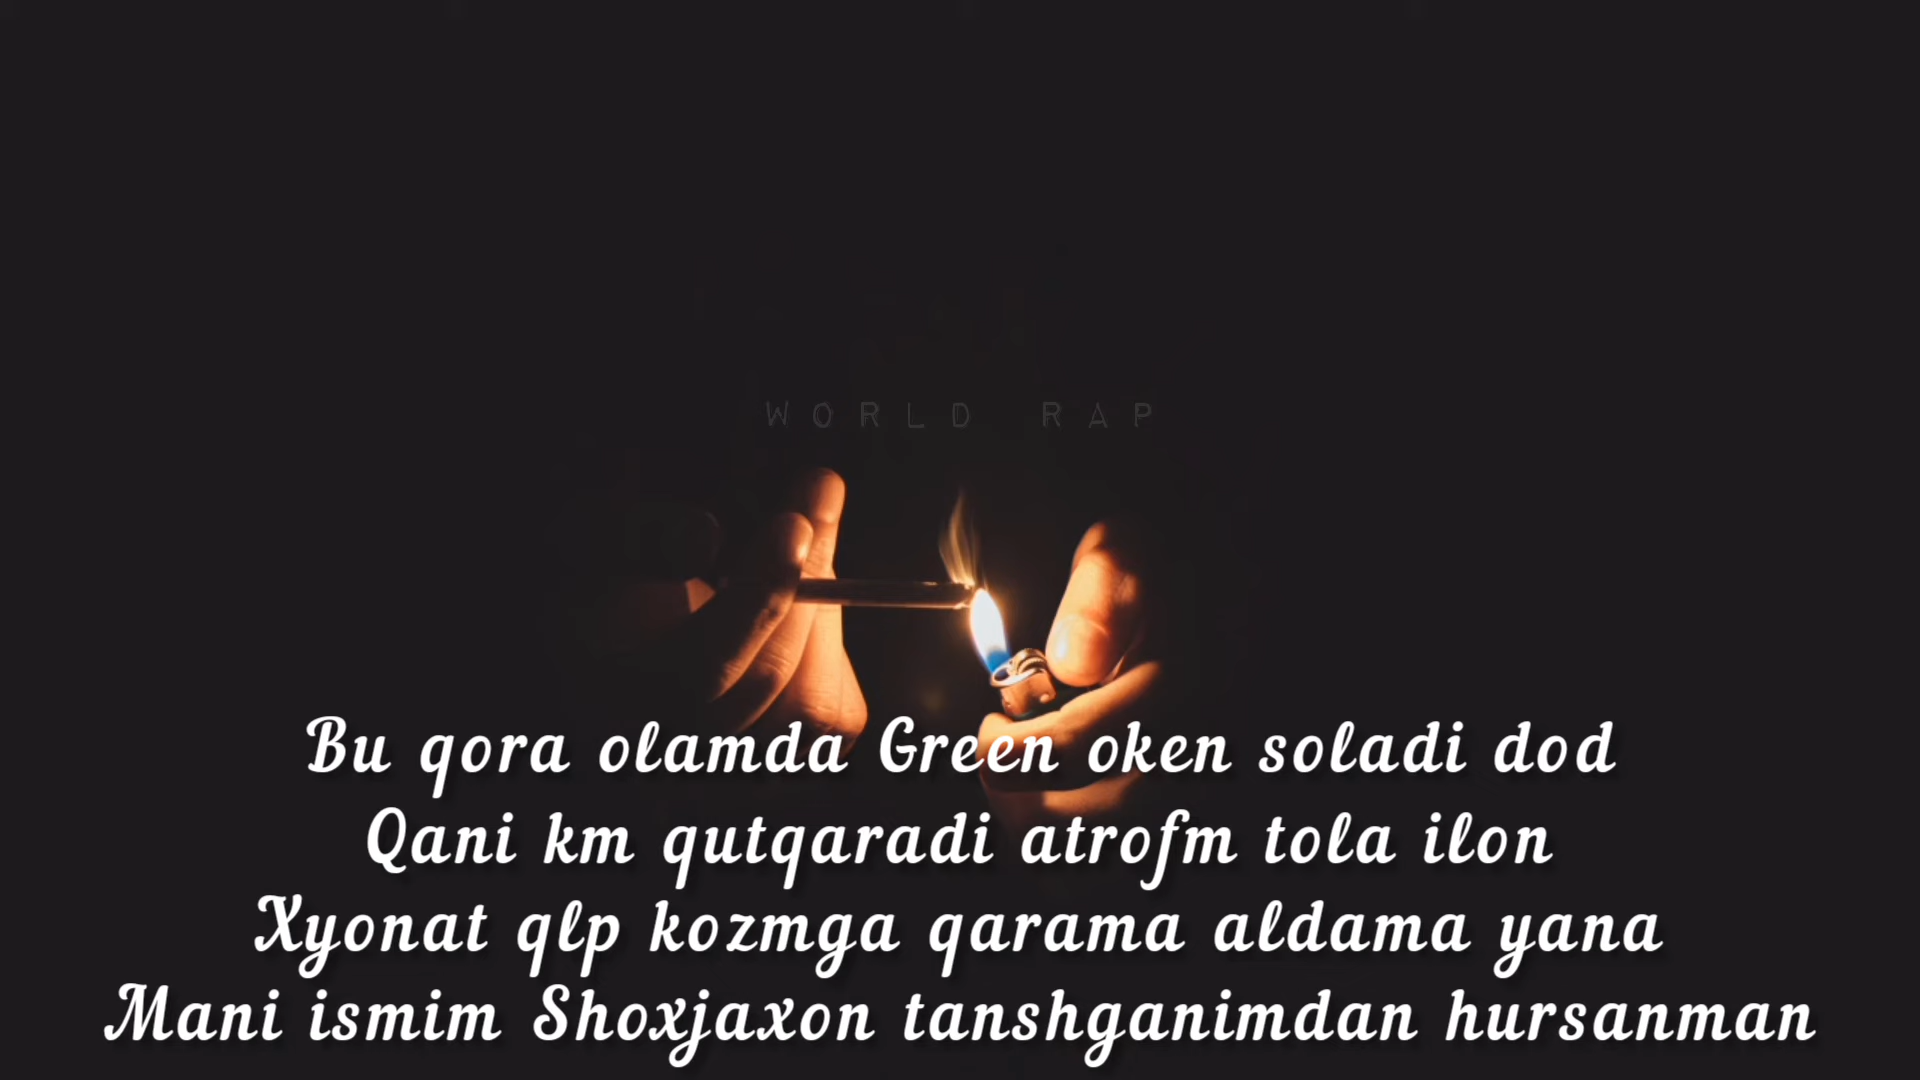 WORLD RAP
Bu qora olamda Green oken soladi dod
Qani km qutqaradi atrofm tola ilon
Xyonat qlp kozmga qarama aldama yana
Mani ismim Shoxjaxon tanshganimdan hursanman